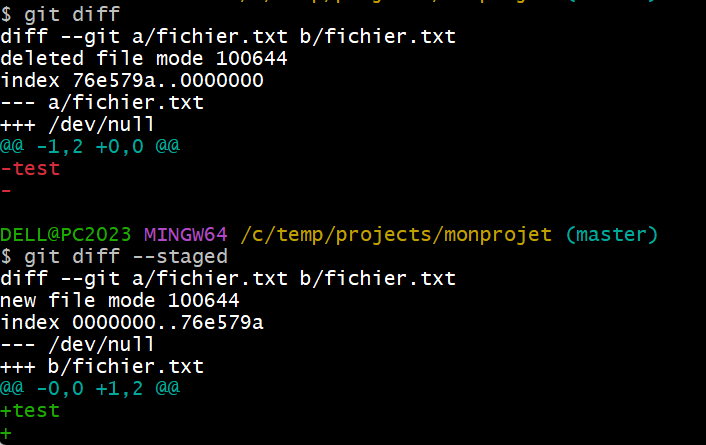 $ git diff
diff --git a/fichier.txt b/fichier.txt
deleted file mode 100644
index 76e579a..0000000
--- a/fichier.txt
+++ /dev/null
@@ -1,2 +0,0 @@
-test
-
DELL@PC2023 MINGW64 /c/temp/projects/monprojet (master)
$ git diff --staged
diff --git a/fichier.txt b/fichier.txt
new file mode 100644
index 0000000..76e579a
--- /dev/null
+++ b/fichier.txt
@@ -0,0 +1,2 @@
+test
+